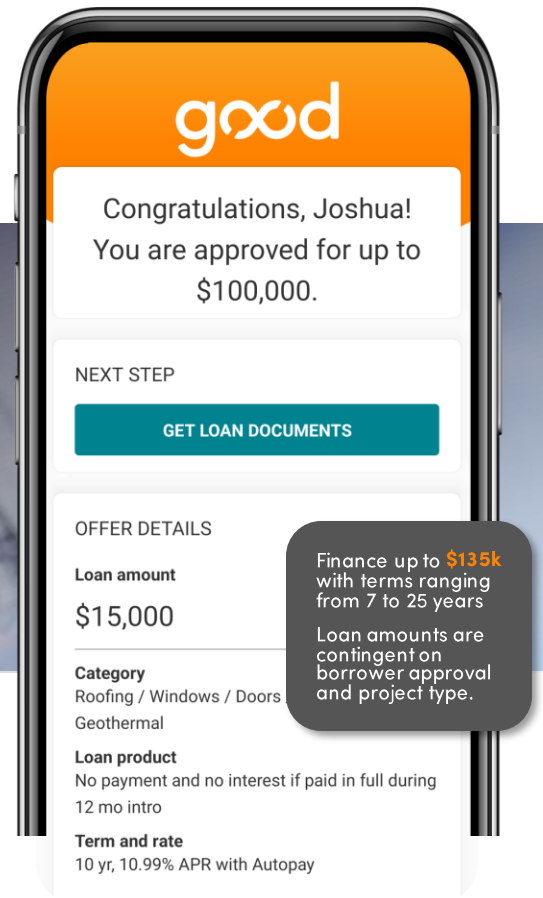 good
Congratulations, Joshua!
You are approved for up to
$100,000.
NEXT STEP
GET LOAN DOCUMENTS
OFFER DETAILS
Loan amount
$15,000
Category
Roofing / Windows / Doors
Geothermal
Loan product
No payment and no interest if paid in full during
12 mo intro
Term and rate
10 yr, 10.99% APR with Autopay
Finance up to $135k
with terms ranging
from 7 to 25 years
Loan amounts are
contingent on
borrower approval
and project type.